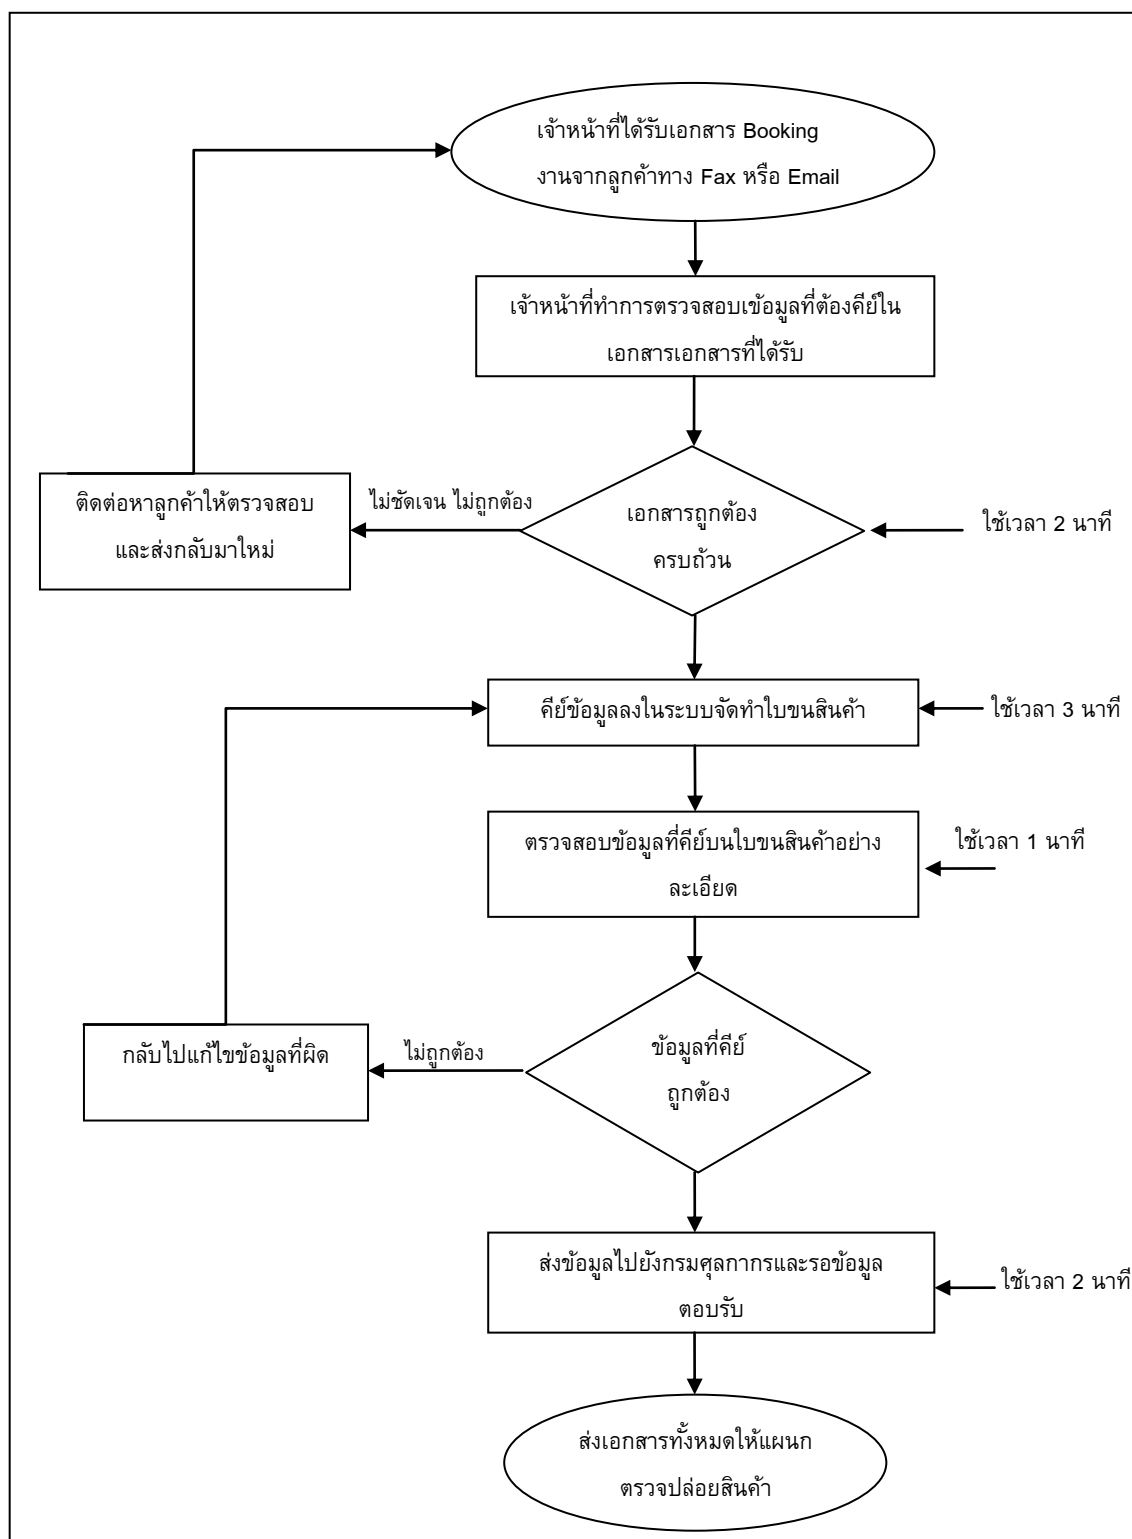 เจ้าหน้าที่ได้รับเอกสาร Booking
งานจากลูกค้าทาง Fax หรือ Email
เจ้าหน้าที่ทำการตรวจสอบเข้อมูลที่ต้องคีย์ใน
เอกสารเอกสารที่ได้รับ
ติดต่อหาลูกค้าให้ตรวจสอบ
และส่งกลับมาใหม่
ไม่ชัดเจน ไม่ถูกต้อง
เอกสารถูกต้อง
ครบถ้วน
ใช้เวลา 2 นาที
คีย์ข้อมูลลงในระบบจัดทำใบขนสินค้า
ใช้เวลา 3 นาที
ตรวจสอบข้อมูลที่คีย์บนใบขนสินค้าอย่าง
ละเอียด
ใช้เวลา 1 นาที
กลับไปแก้ไขข้อมูลที่ผิด
ไม่ถูกต้อง
ข้อมูลที่คีย์
ถูกต้อง
ส่งข้อมูลไปยังกรมศุลกากรและรอข้อมูล
ตอบรับ
ใช้เวลา 2 นาที
ส่งเอกสารทั้งหมดให้แผนก
ตรวจปล่อยสินค้า